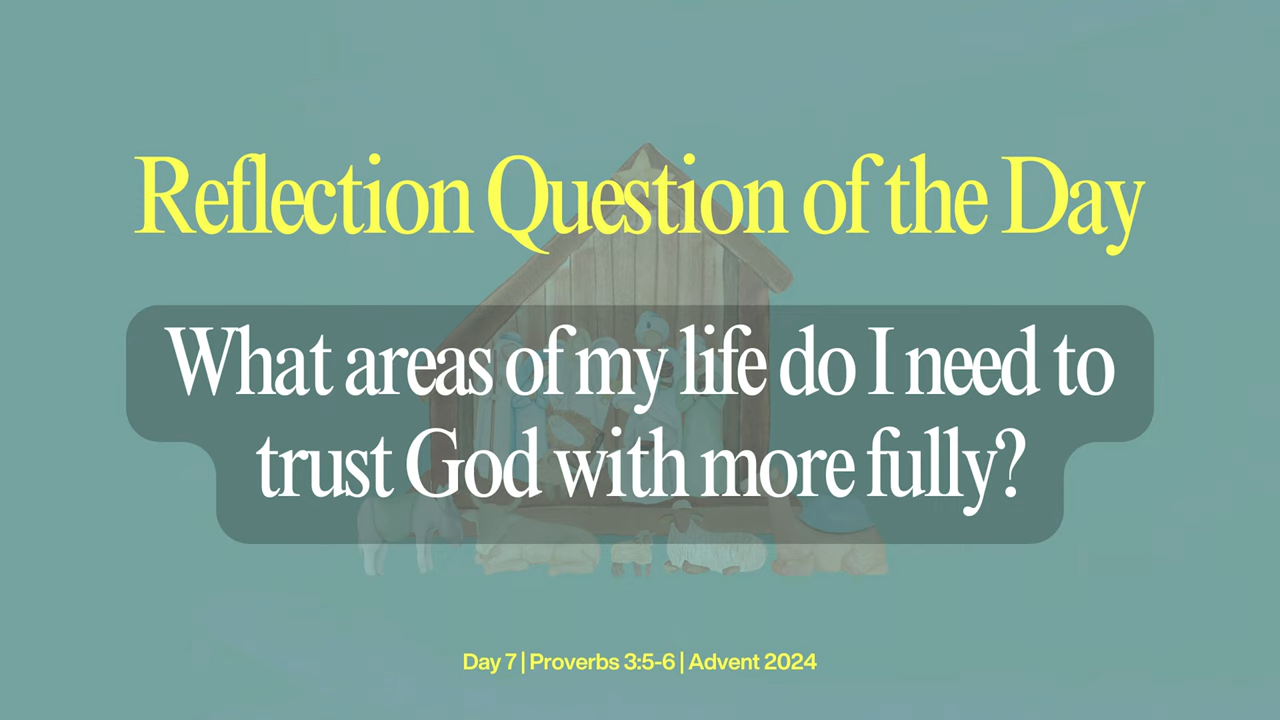 Reflection Question of the Day
What areas of my life do I need to
trust God with more fully?
Day 7 | Proverbs 3:5-6 | Advent 2024